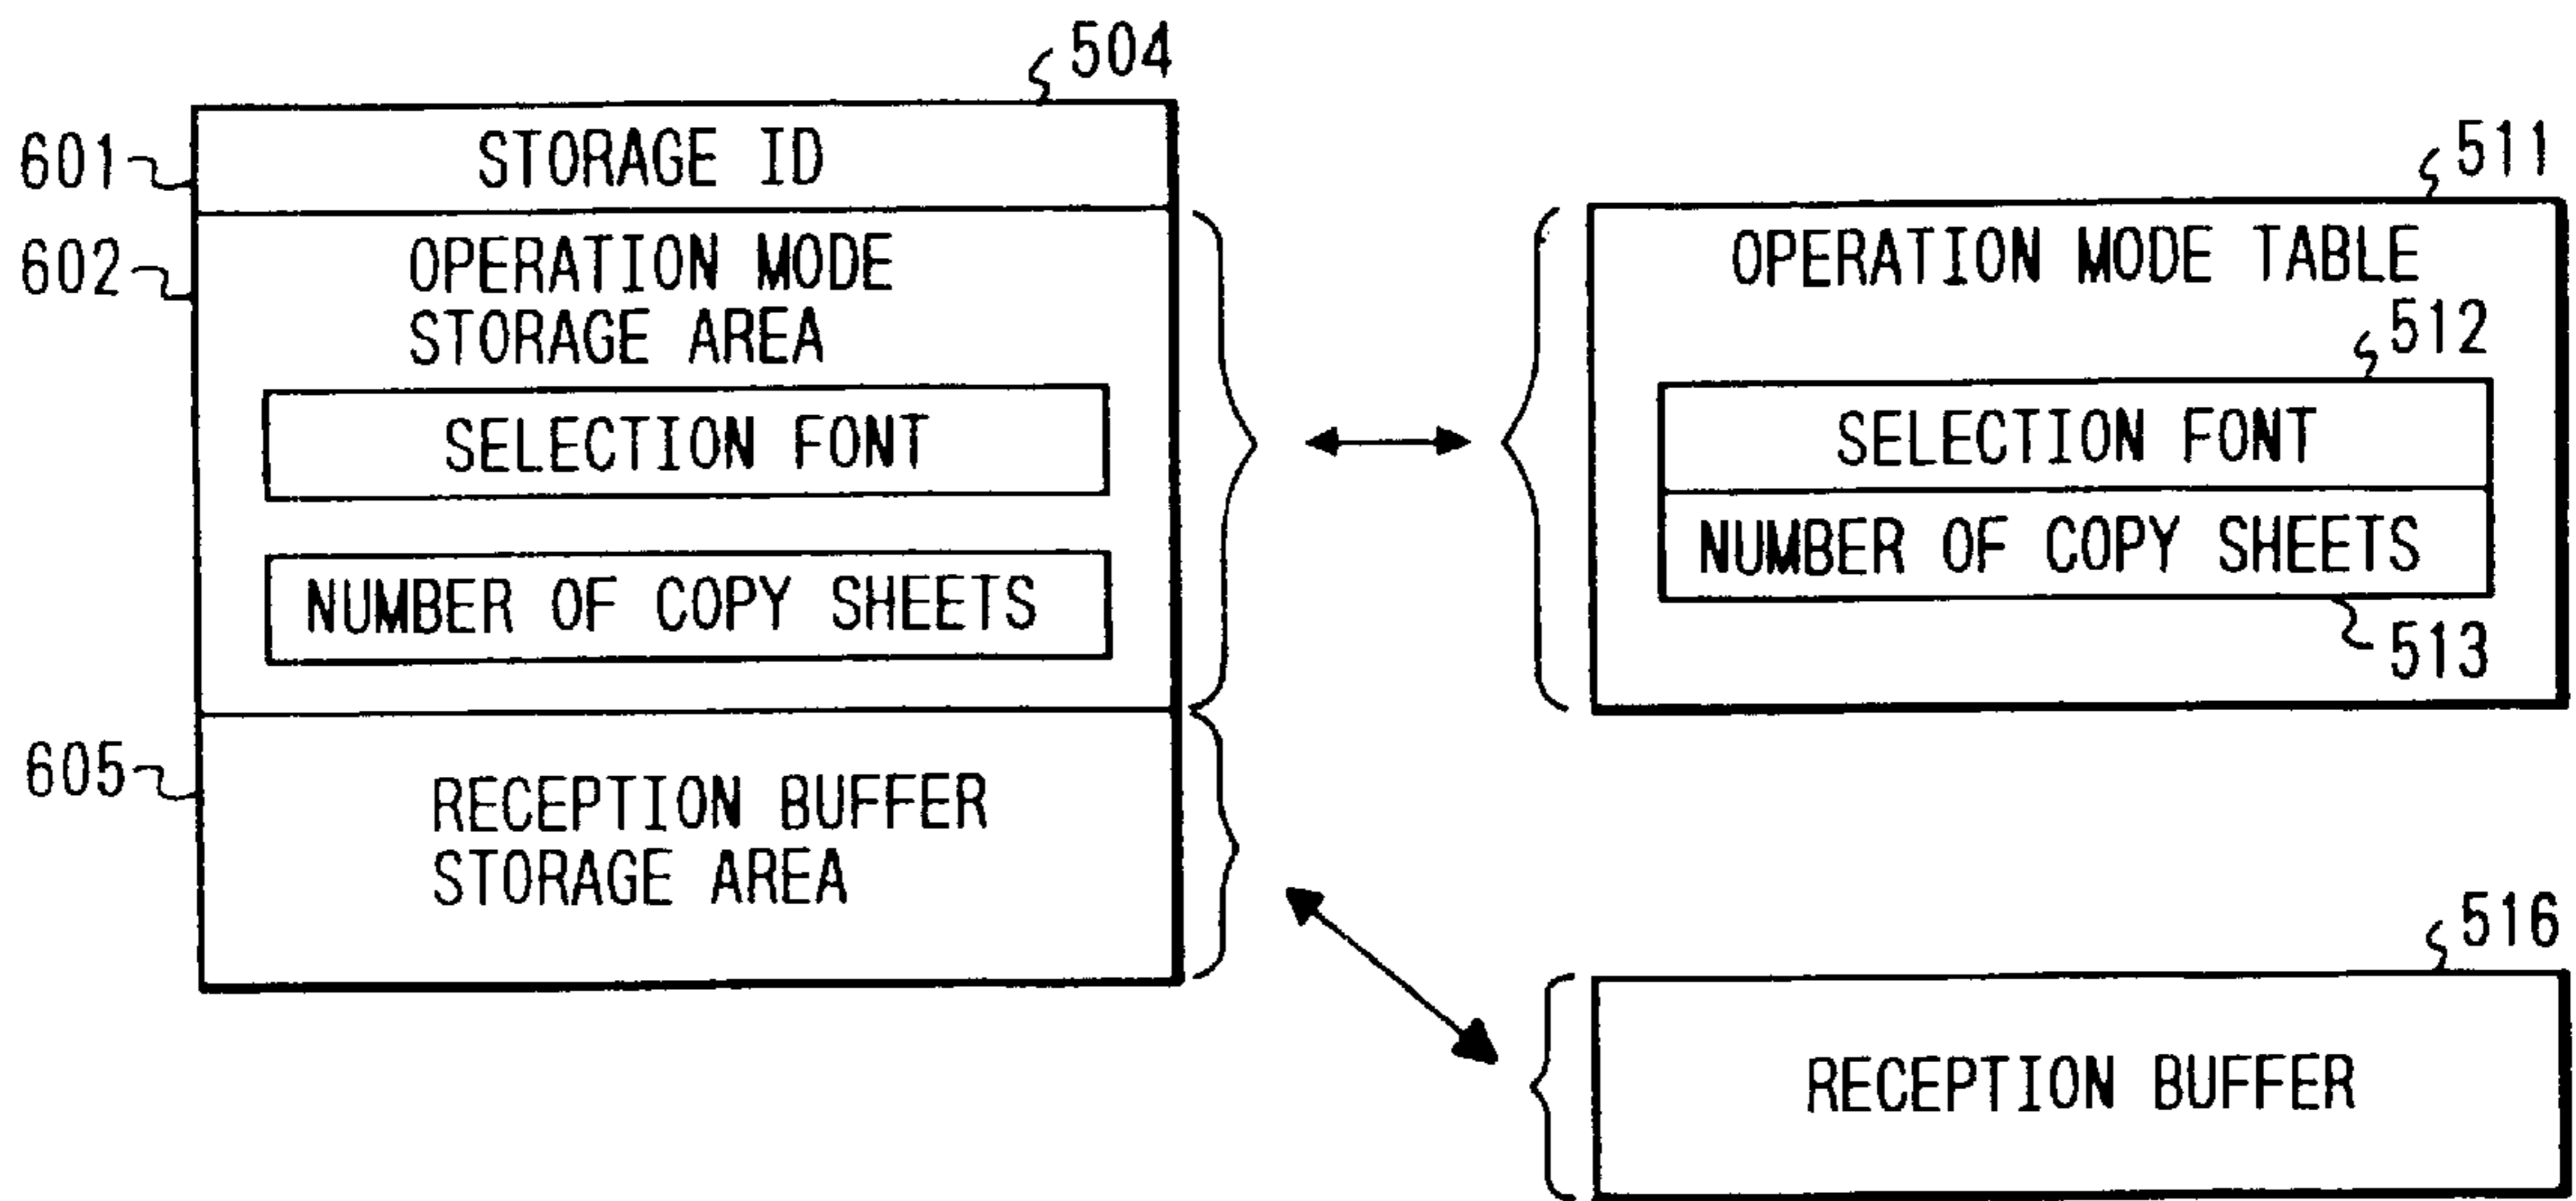 504
601
STORAGE ID
602
OPERATION MODE
STORAGE AREA
SELECTION FONT
NUMBER OF COPY SHEETS
605
RECEPTION BUFFER
STORAGE AREA
511
OPERATION MODE TABLE
512
SELECTION FONT
NUMBER OF COPY SHEETS
513
516
RECEPTION BUFFER